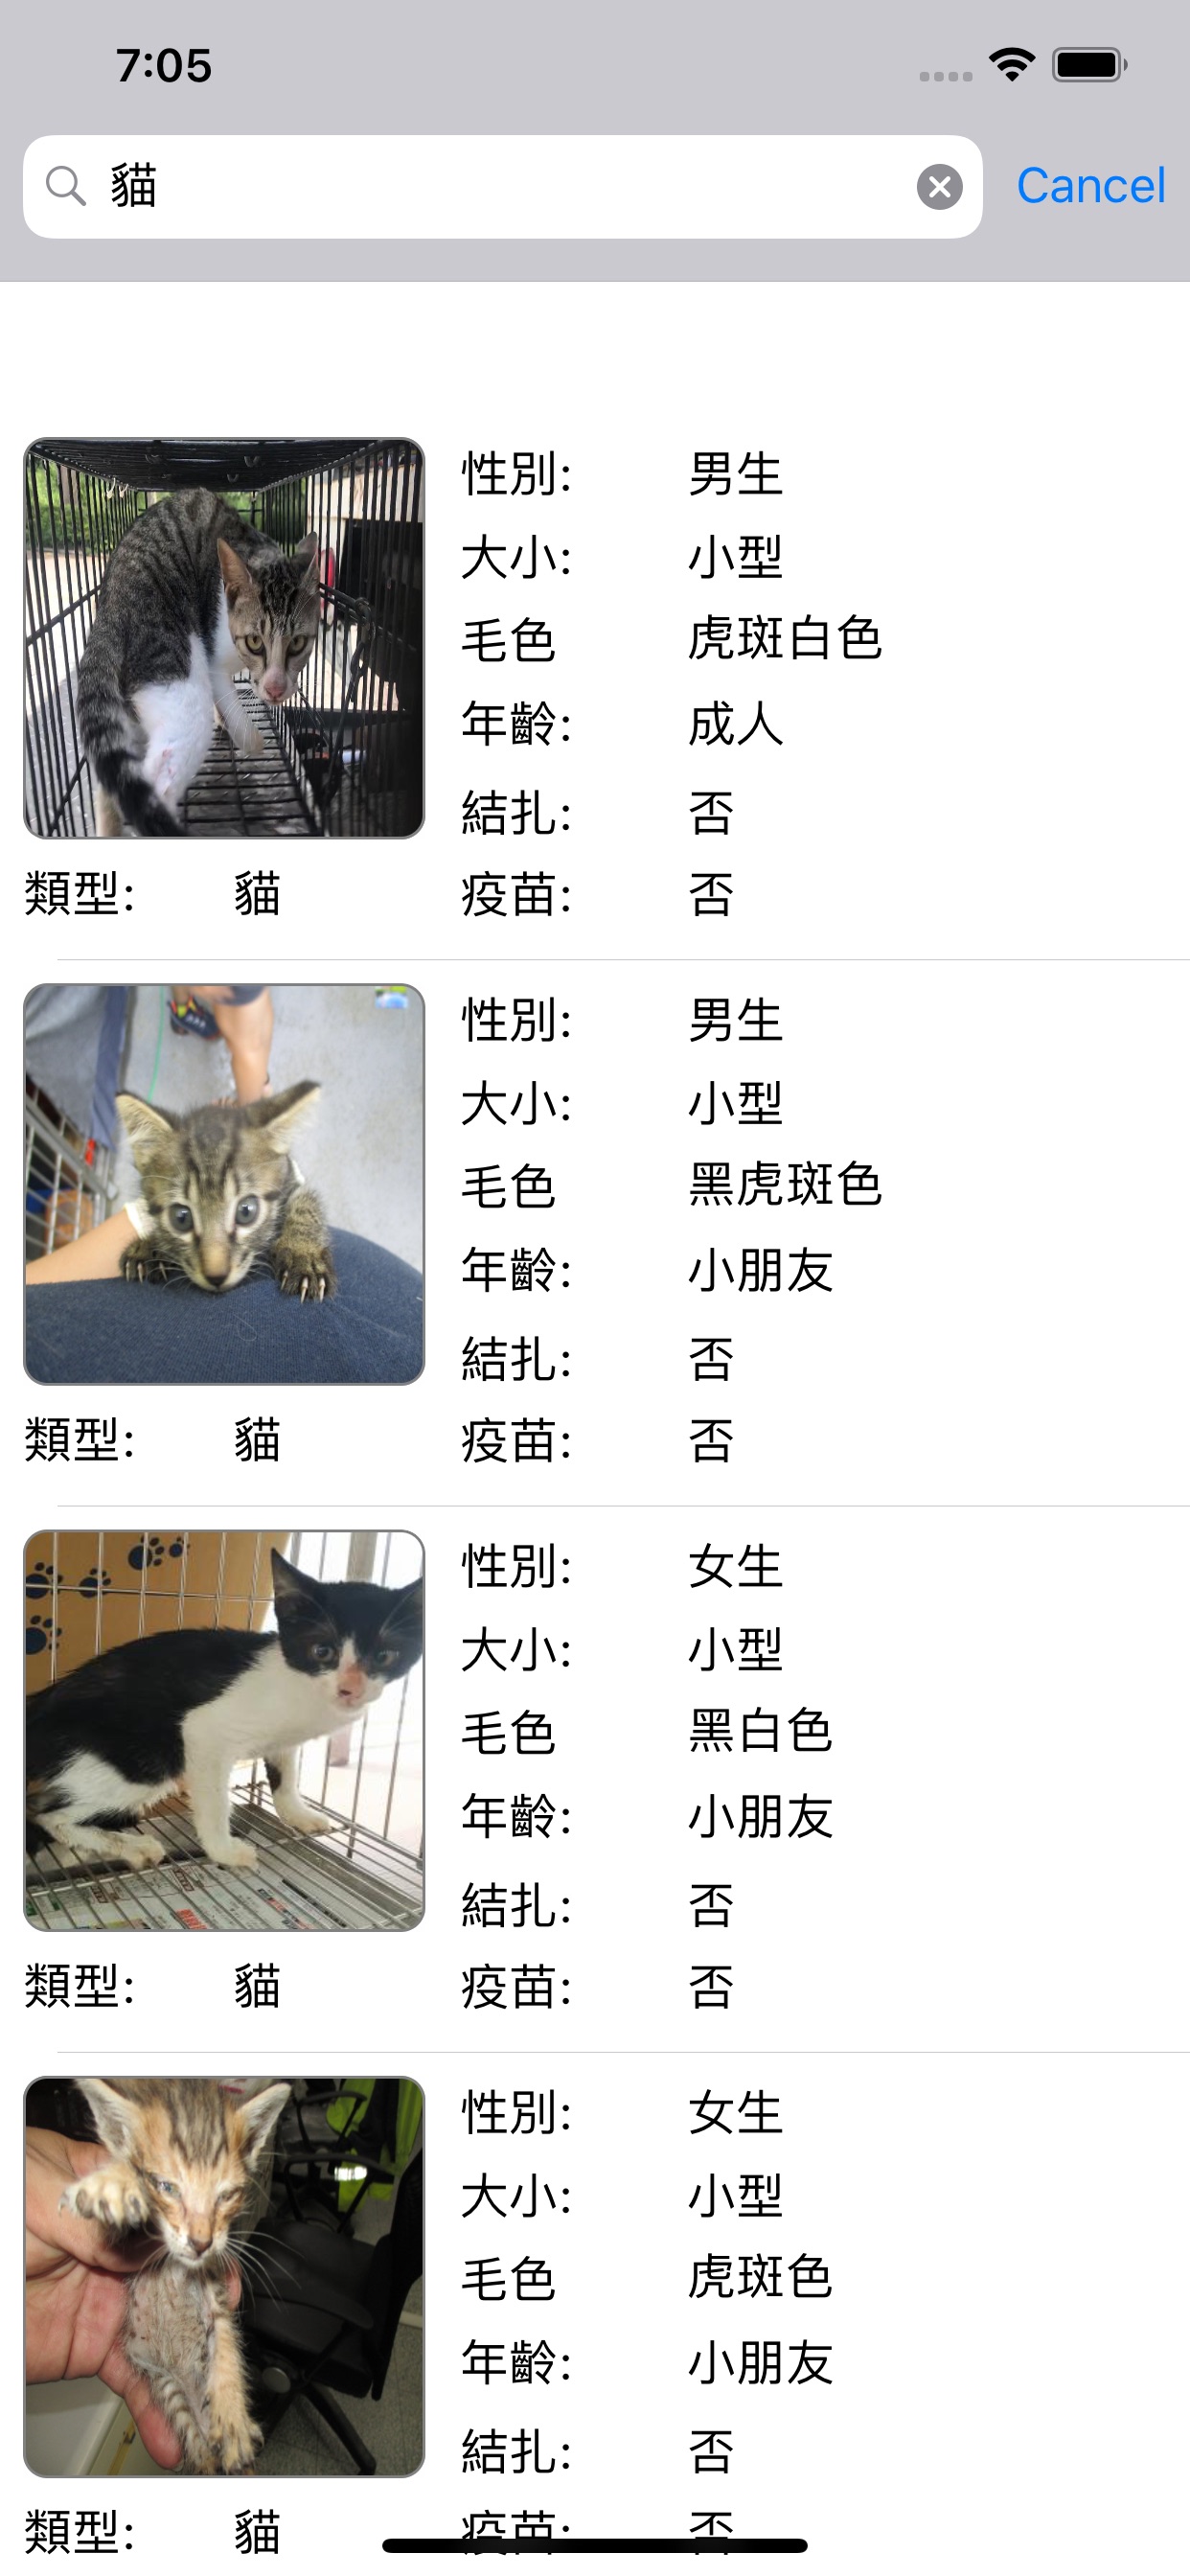 7:05
貓 Cancel
性別: 男生
大小: 小型
毛色 虎斑白色
年齡: 成人
結扎: 否
類型: 貓 疫苗: 否
性別: 男生
大小: 小型
毛色 黑虎斑色
年齡: 小朋友
結扎: 否
類型: 貓 疫苗: 否
性別: 女生
大小: 小型
毛色 黑白色
年齡: 小朋友
結扎: 否
類型: 貓 疫苗: 否
性別: 女生
大小: 小型
毛色 虎斑色
年齡: 小朋友
結扎: 否
類型: 貓 疫苗: 否